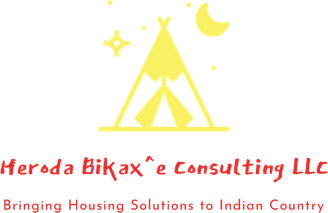 Heroda Bikax^e Consulting LLC
Bringing Housing Solutions to Indian Country